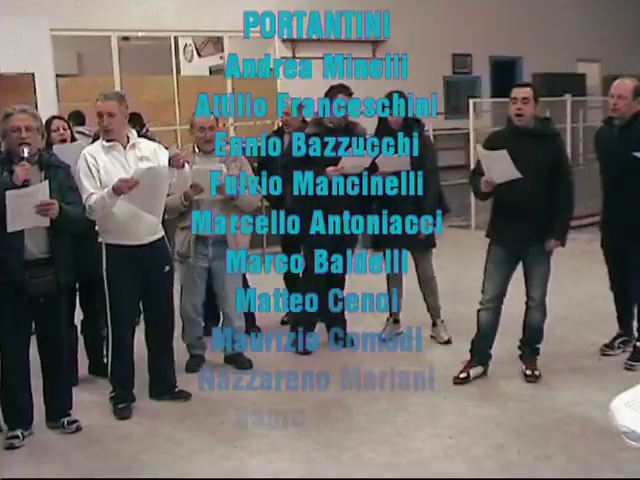 PORTANTINI
Andrea Minelli
Attilio Franceschini
Ennio Bazzucchi
Fulvio Mancinelli
Marcello Antoniacci
Marco Baldelli
Matteo Cenci
Maurizio Comodi
Nazzareno Mariani